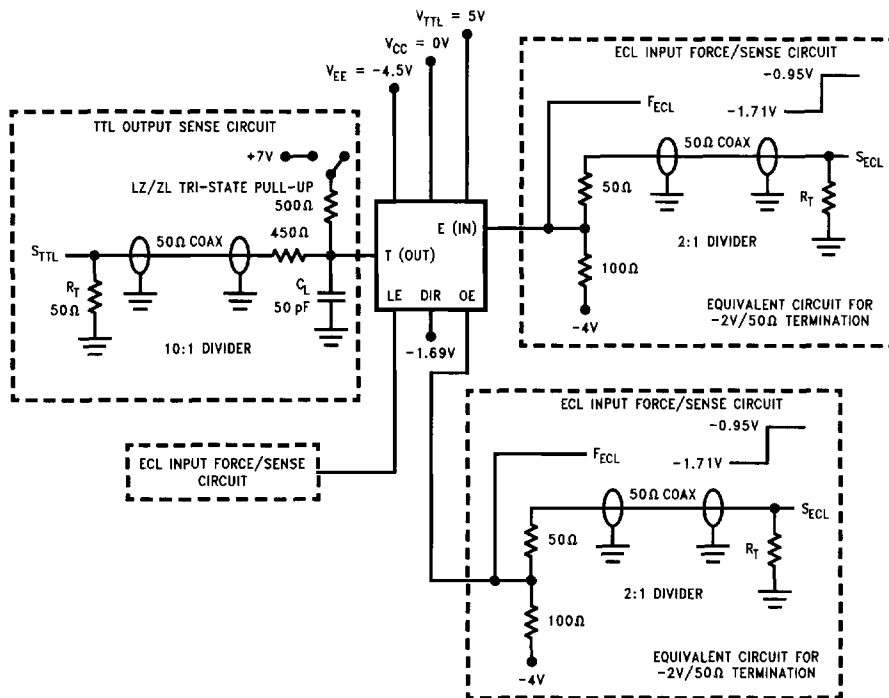 V_TTL = 5V
V_CC = 0V
V_EE = -4.5V
TTL OUTPUT SENSE CIRCUIT
+7V
LZ/ZL TRI-STATE PULL-UP
500Ω
450Ω
50Ω COAX
S_TTL
R_T
50Ω
C_L
50 pF
10:1 DIVIDER
E (IN)
T (OUT)
LE DIR OE
-1.69V
ECL INPUT FORCE/SENSE CIRCUIT
-0.95V
F_ECL
-1.71V
50Ω COAX
S_ECL
50Ω
R_T
2:1 DIVIDER
100Ω
-4V
EQUIVALENT CIRCUIT FOR
-2V/50Ω TERMINATION
ECL INPUT FORCE/SENSE
CIRCUIT
ECL INPUT FORCE/SENSE CIRCUIT
-0.95V
F_ECL
-1.71V
50Ω COAX
S_ECL
50Ω
R_T
2:1 DIVIDER
100Ω
-4V
EQUIVALENT CIRCUIT FOR
-2V/50Ω TERMINATION